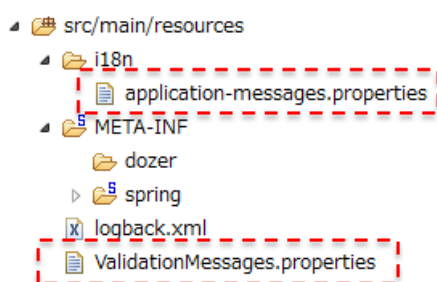 src/main/resources
i18n
application-messages.properties
META-INF
dozer
spring
logback.xml
ValidationMessages.properties